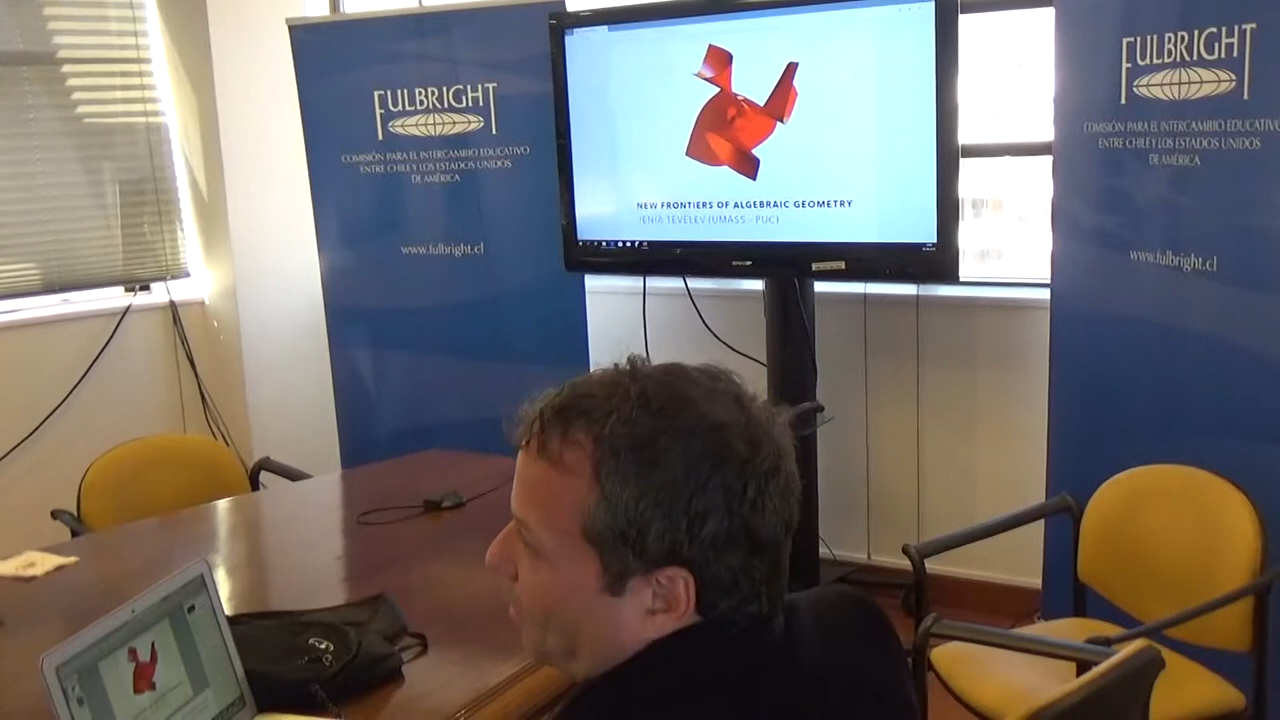 FULBRIGHT
COMISIÓN PARA EL INTERCAMBIO EDUCATIVO
ENTRE CHILE Y LOS ESTADOS UNIDOS
DE AMÉRICA
www.fulbright.cl
NEW FRONTIERS OF ALGEBRAIC GEOMETRY
JENIA TEVELEV (UMASS - PUC)
FULBRIGHT
COMISIÓN PARA EL INTERCAMBIO EDUCATIVO
ENTRE CHILE Y LOS ESTADOS UNIDOS
DE AMÉRICA
www.fulbright.cl